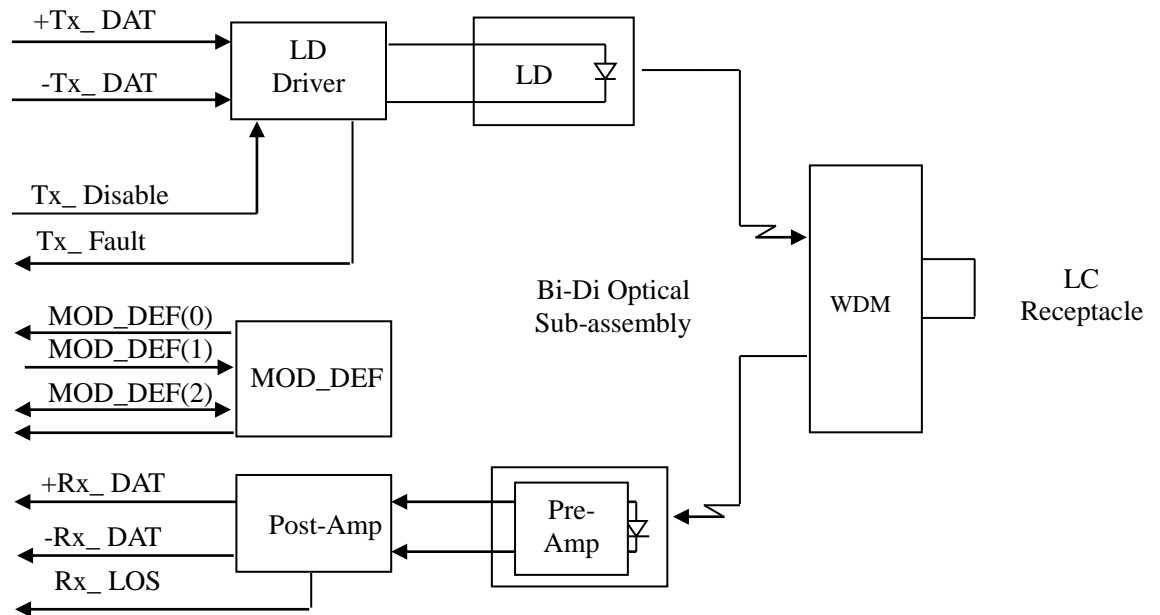 +Tx_ DAT
LD
Driver
-Tx_ DAT
LD
Tx_ Disable
Tx_ Fault
Bi-Di Optical
Sub-assembly
WDM
LC
Receptacle
MOD_DEF(0)
MOD_DEF(1)
MOD_DEF(2)
MOD_DEF
+Rx_ DAT
-Rx_ DAT
Rx_ LOS
Post-Amp
Pre-
Amp